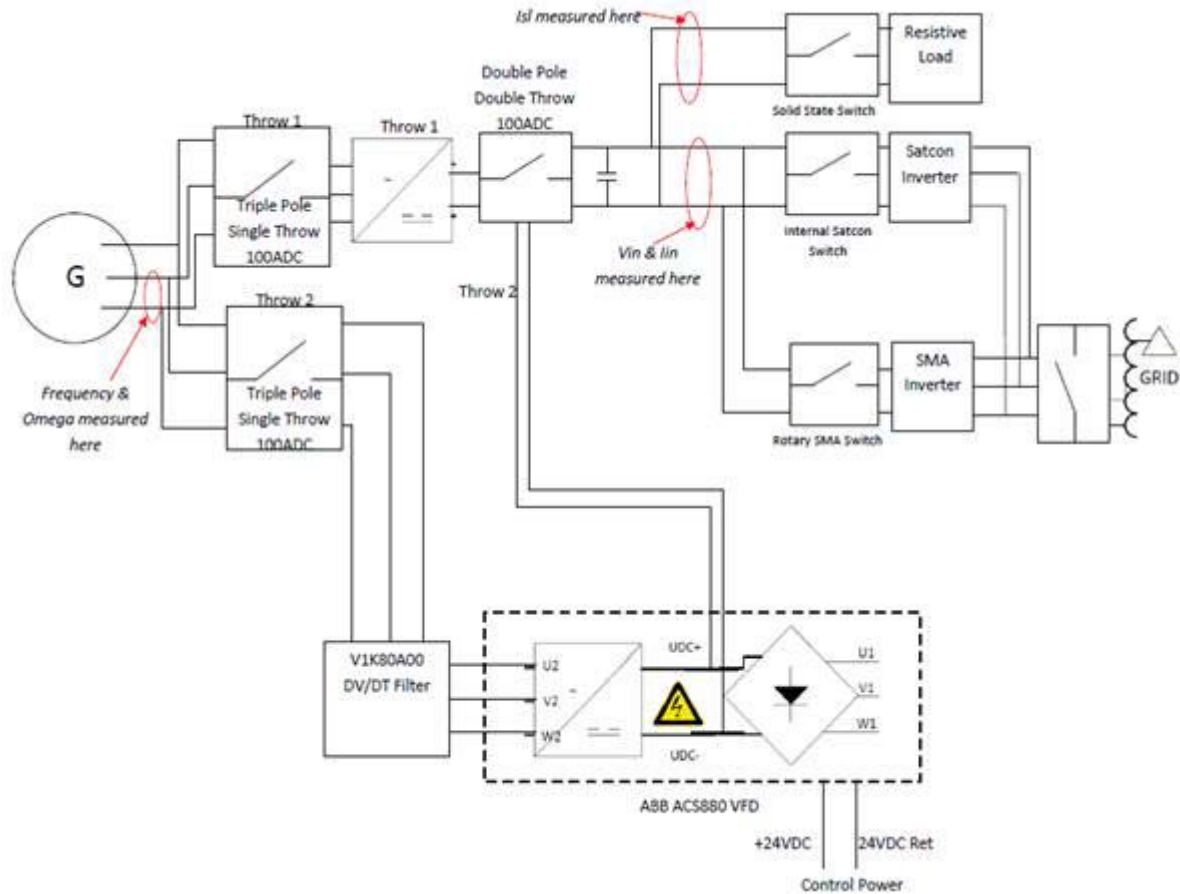 Isl measured here
Resistive
Load
Solid State Switch
Double Pole
Double Throw
100ADC
Throw 1
Triple Pole
Single Throw
100ADC
Throw 1
~
Satcon
Inverter
Internal Satcon
Switch
Vin & Iin
measured here
G
Throw 2
Triple Pole
Single Throw
100ADC
Frequency &
Omega measured
here
Throw 2
SMA
Inverter
Rotary SMA Switch
GRID
V1K80A00
DV/DT Filter
U2
V2
W2
~
UDC+
UDC-
U1
V1
W1
ABB ACS880 VFD
+24VDC
24VDC Ret
Control Power